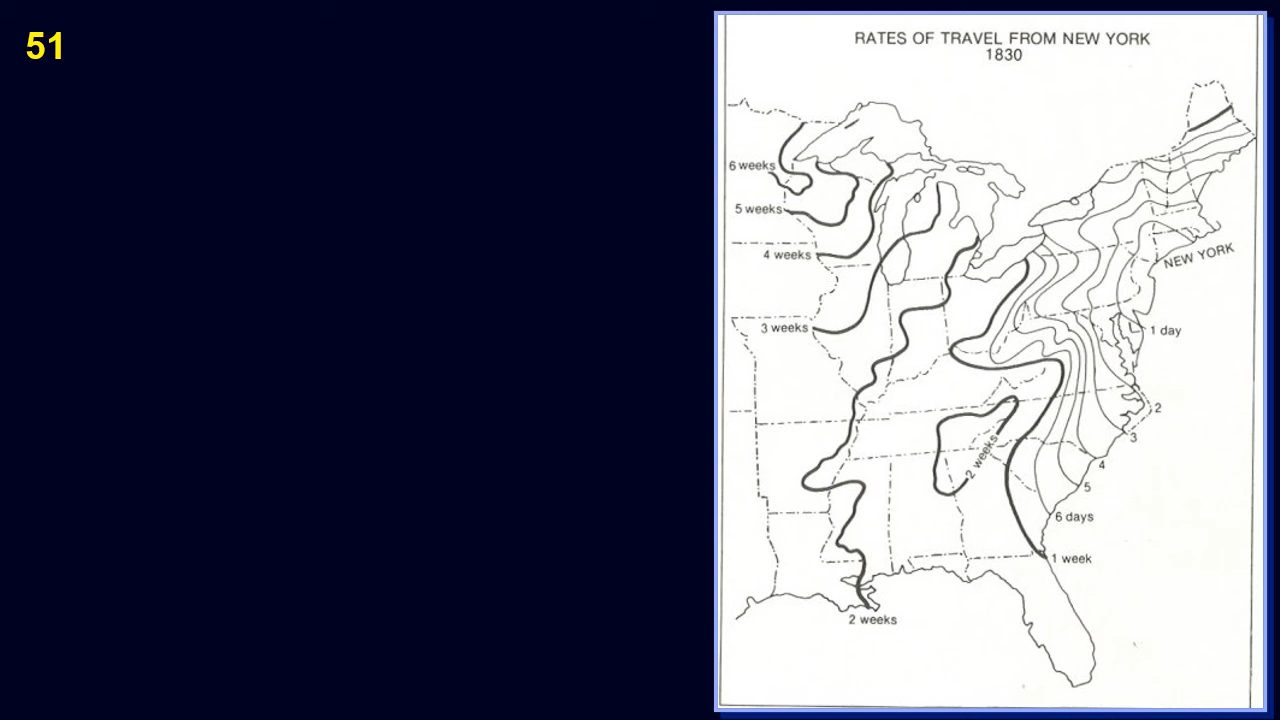 51
RATES OF TRAVEL FROM NEW YORK
1830
6 weeks
5 weeks
4 weeks
3 weeks
NEW YORK
1 day
2
3
2 weeks
4
5
6 days
1 week
2 weeks